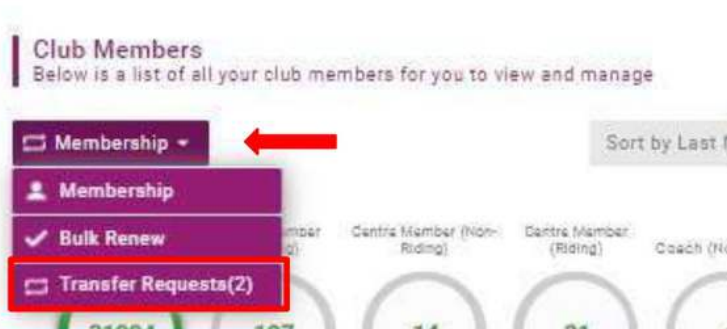 Club Members
Below is a list of all your club members for you to view and manage
Membership
Sort by Last
Membership
Bulk Renew
Centre Member (Non-
Riding)
Centre Member
(Riding)
Coach
Transfer Requests(2)